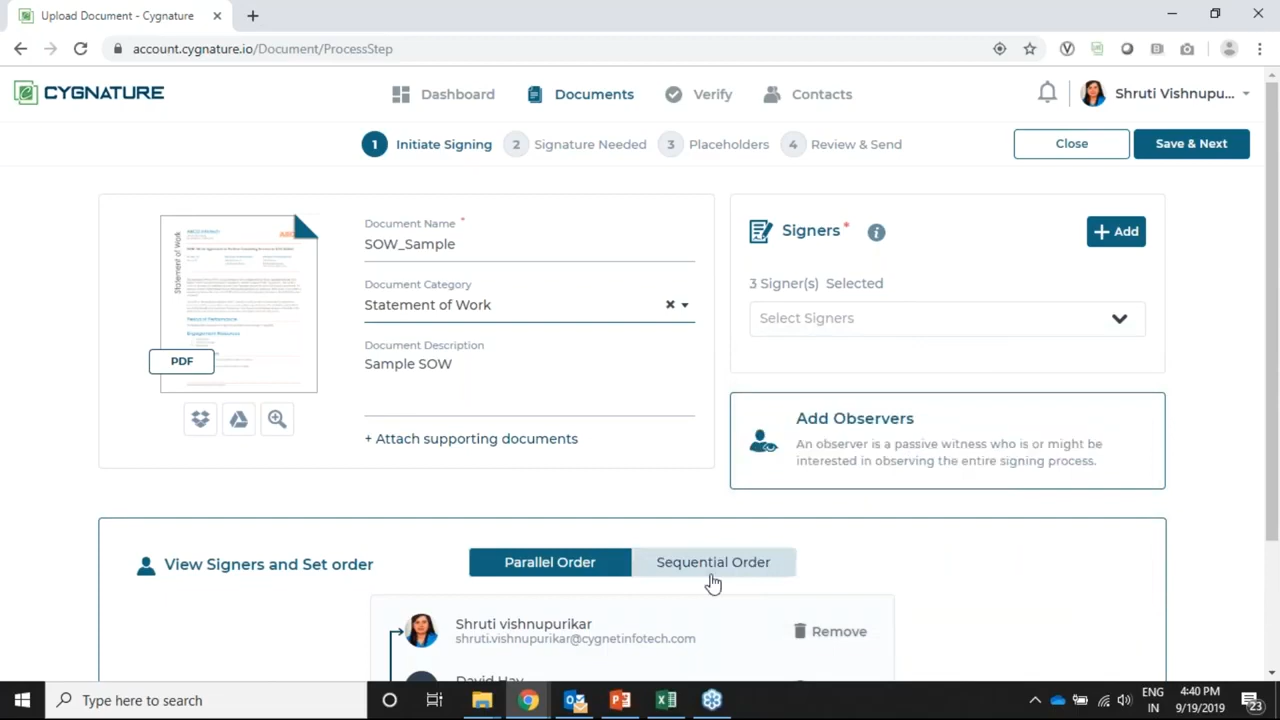 Upload Document - Cygnature
account.cygnature.io/Document/ProcessStep
CYGNATURE
Dashboard
Documents
Verify
Contacts
Shruti Vishnupu...
1 Initiate Signing
2 Signature Needed
3 Placeholders
4 Review & Send
Close
Save & Next
Statement of Work
PDF
Document Name *
SOW_Sample
Document Category
Statement of Work
Document Description
Sample SOW
+ Attach supporting documents
Signers *
+ Add
3 Signer(s) Selected
Select Signers
Add Observers
An observer is a passive witness who is or might be
interested in observing the entire signing process.
View Signers and Set order
Parallel Order
Sequential Order
Shruti vishnupurikar
shruti.vishnupurikar@cygnetinfotech.com
Remove
David Hay
Type here to search
ENG
IN
4:40 PM
9/19/2019
23